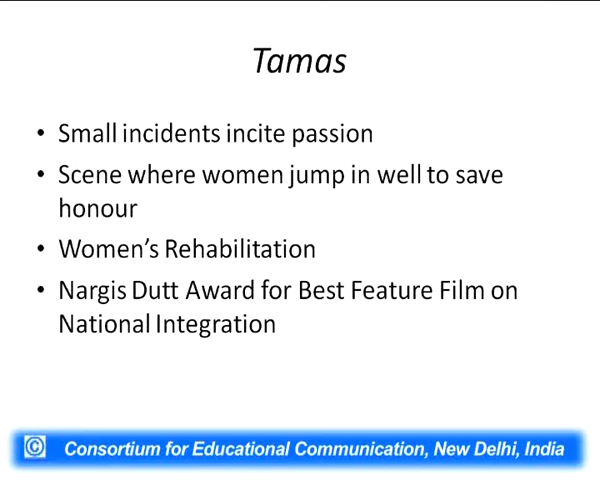 Tamas
• Small incidents incite passion
• Scene where women jump in well to save
honour
• Women's Rehabilitation
• Nargis Dutt Award for Best Feature Film on
National Integration
© Consortium for Educational Communication, New Delhi, India